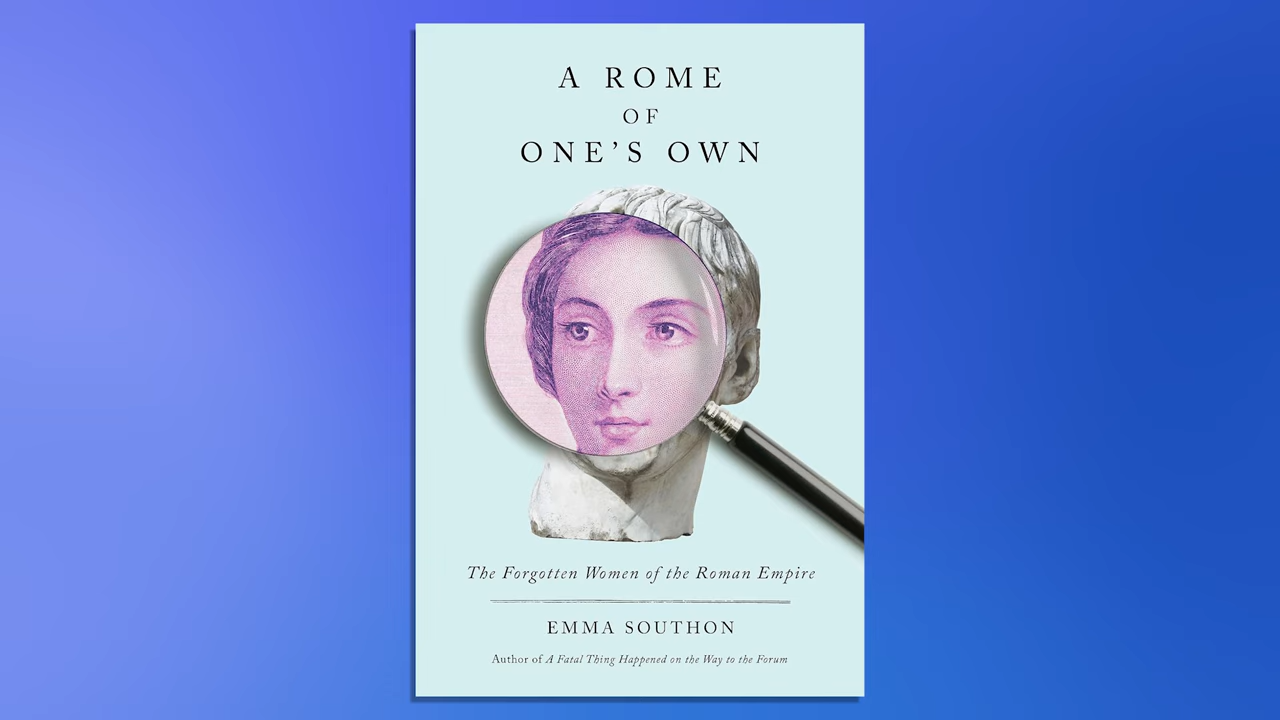 A ROME
OF
ONE’S OWN
The Forgotten Women of the Roman Empire
EMMA SOUTHON
Author of A Fatal Thing Happened on the Way to the Forum